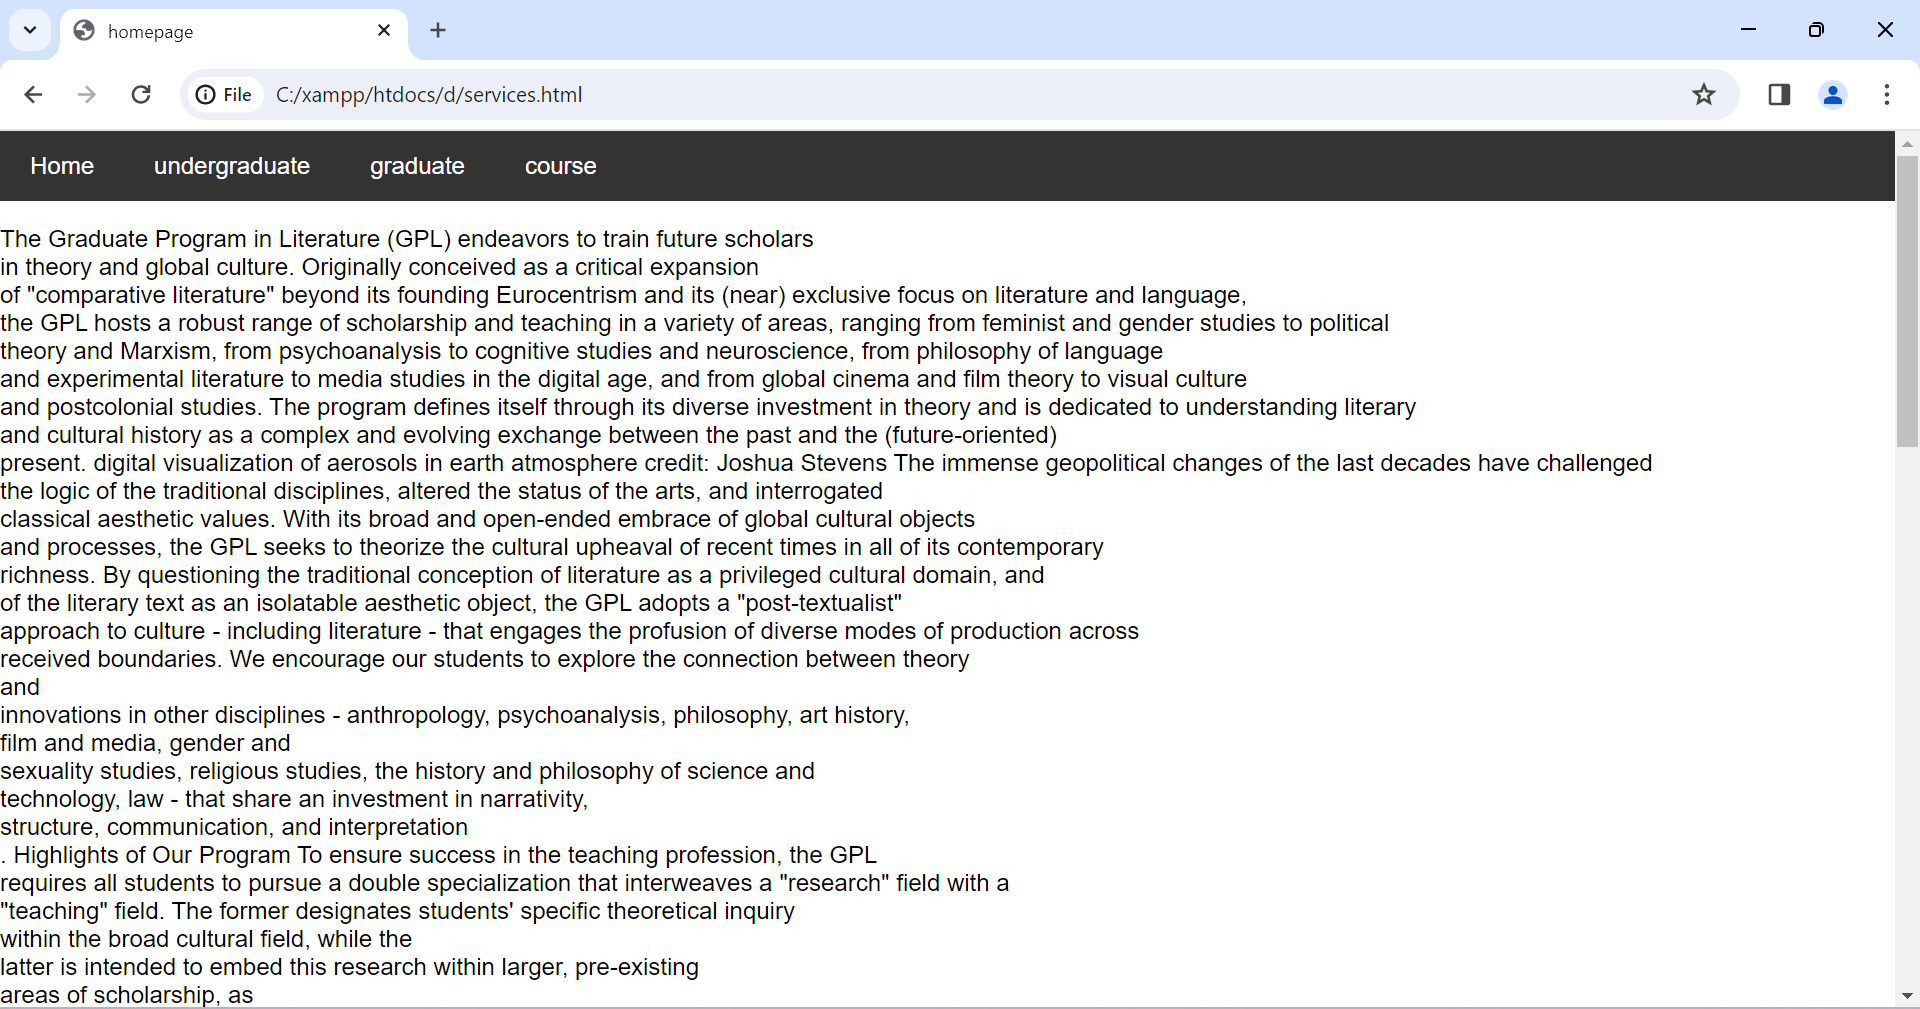 homepage
File C:/xampp/htdocs/d/services.html
Home undergraduate graduate course
The Graduate Program in Literature (GPL) endeavors to train future scholars
in theory and global culture. Originally conceived as a critical expansion
of "comparative literature" beyond its founding Eurocentrism and its (near) exclusive focus on literature and language,
the GPL hosts a robust range of scholarship and teaching in a variety of areas, ranging from feminist and gender studies to political
theory and Marxism, from psychoanalysis to cognitive studies and neuroscience, from philosophy of language
and experimental literature to media studies in the digital age, and from global cinema and film theory to visual culture
and postcolonial studies. The program defines itself through its diverse investment in theory and is dedicated to understanding literary
and cultural history as a complex and evolving exchange between the past and the (future-oriented)
present. digital visualization of aerosols in earth atmosphere credit: Joshua Stevens The immense geopolitical changes of the last decades have challenged
the logic of the traditional disciplines, altered the status of the arts, and interrogated
classical aesthetic values. With its broad and open-ended embrace of global cultural objects
and processes, the GPL seeks to theorize the cultural upheaval of recent times in all of its contemporary
richness. By questioning the traditional conception of literature as a privileged cultural domain, and
of the literary text as an isolatable aesthetic object, the GPL adopts a "post-textualist"
approach to culture - including literature - that engages the profusion of diverse modes of production across
received boundaries. We encourage our students to explore the connection between theory
and
innovations in other disciplines - anthropology, psychoanalysis, philosophy, art history,
film and media, gender and
sexuality studies, religious studies, the history and philosophy of science and
technology, law - that share an investment in narrativity,
structure, communication, and interpretation
. Highlights of Our Program To ensure success in the teaching profession, the GPL
requires all students to pursue a double specialization that interweaves a "research" field with a
"teaching" field. The former designates students' specific theoretical inquiry
within the broad cultural field, while the
latter is intended to embed this research within larger, pre-existing
areas of scholarship, as